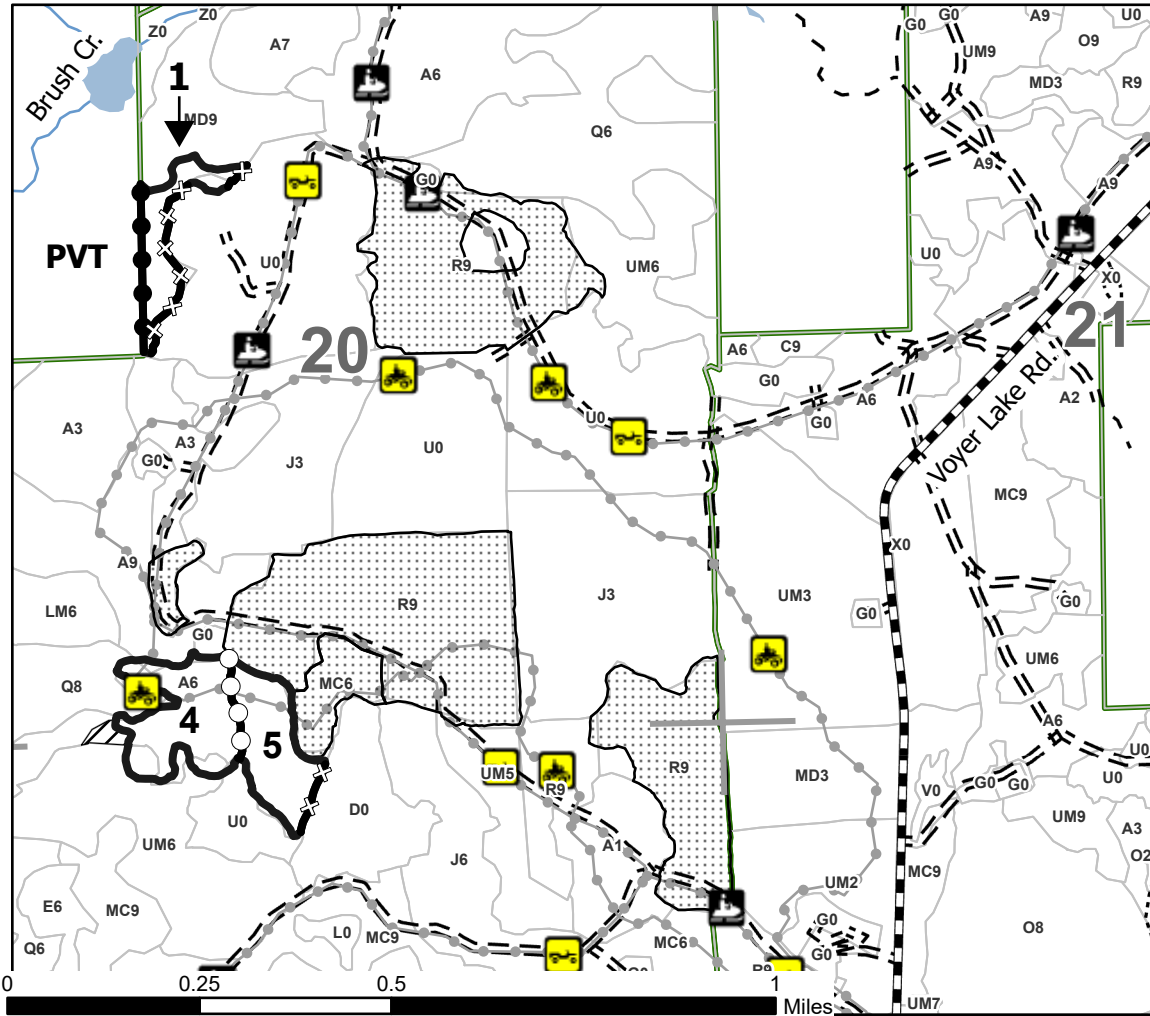 Z0
Z0
G0
G0
A9
U0
A7
UM9
O9
Brush Cr.
A6
1
MD3
R9
MD9
Q6
A9
G0
A9
PVT
U0
R9
UM6
U0
X0
20
21
A6
C9
G0
Voyer Lake Rd.
A3
A3
U0
U0
A6
A2
G0
G0
J3
MC9
X0
A9
LM6
R9
J3
UM3
G0
G0
G0
UM6
Q8
A6
MC6
4
5
A6
U0
UM5
R9
MD3
R9
V0
G0
G0
U0
U0
D0
UM9
A3
UM6
A1
O2
J6
MC9
UM2
E6
MC9
L0
MC9
G0
O8
Q6
MC6
G0
R9
0
0.25
0.5
1
Miles
UM7